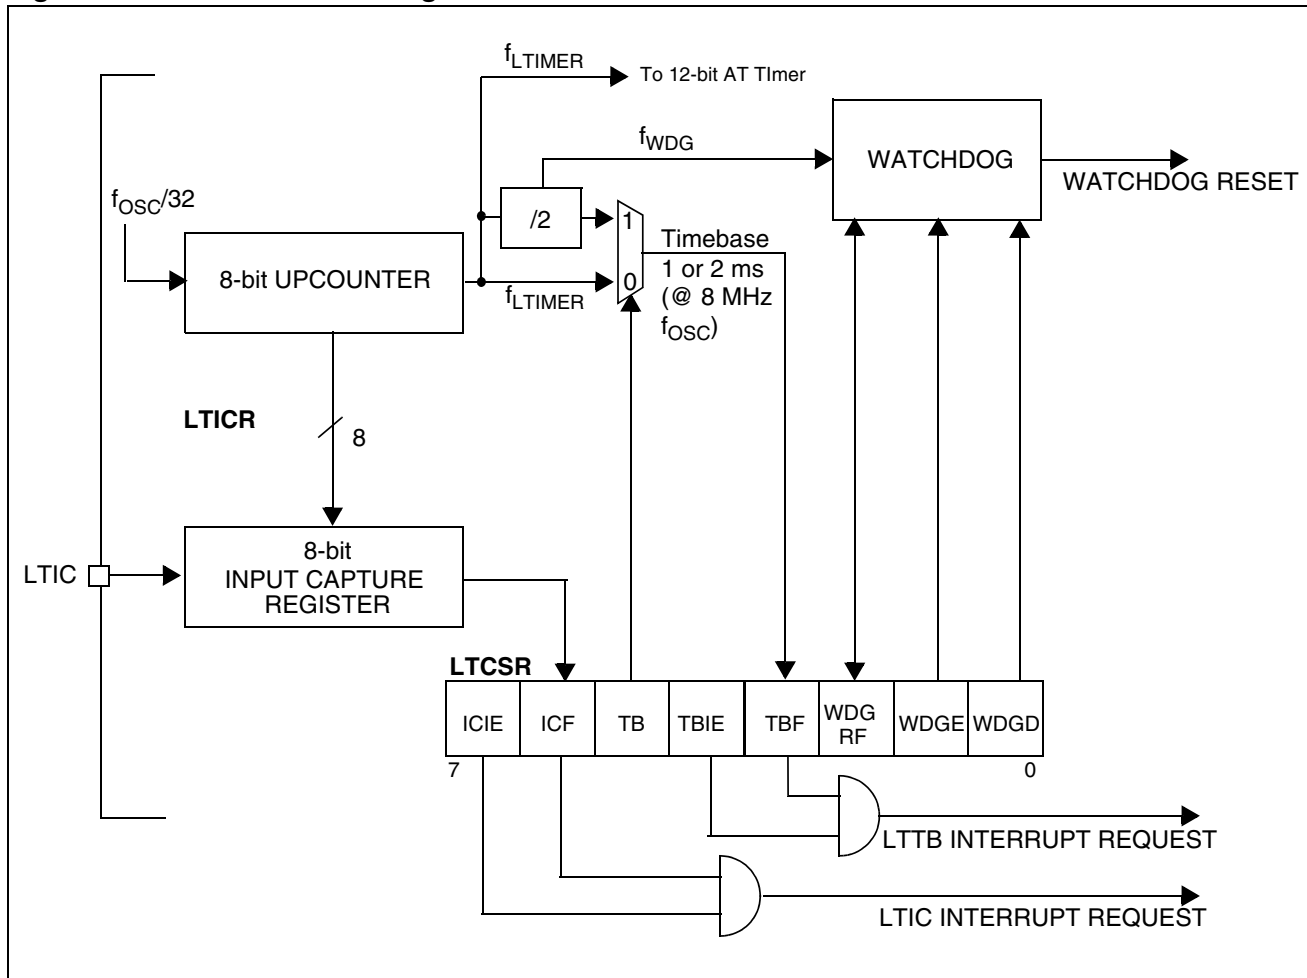 fLTIMER
To 12-bit AT TImer
fWDG
WATCHDOG
WATCHDOG RESET
fOSC/32
/2
1
8-bit UPCOUNTER
0
fLTIMER
Timebase
1 or 2 ms
(@ 8 MHz
fOSC)
LTICR
8
LTIC
8-bit
INPUT CAPTURE
REGISTER
LTCSR
ICIE ICF TB TBIE TBF WDG RF WDGE WDGD
7 0
LTTB INTERRUPT REQUEST
LTIC INTERRUPT REQUEST